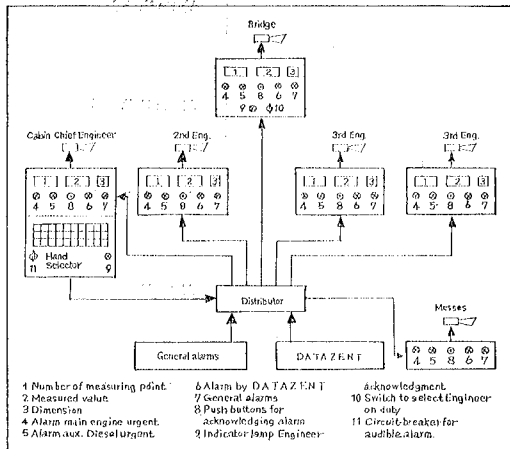 Bridge
1 2 3
4 5 8 6 7
9 10
Cabin Chief Engineer
2nd Eng.
3rd Eng.
3rd Eng.
1 2 3
4 5 8 6 7
1 2 3
4 5 8 6 7
1 2 3
4 5 8 6 7
1 2 3
4 5 8 6 7
Hand
Selector
11
9
Distributor
Messes
General alarms
DATAZENT
4 5 8 6 7
1 Number of measuring point.
2 Measured value
3 Dimension
4 Alarm main engine urgent
5 Alarm aux. Diesel urgent
6 Alarm by DATAZENT
7 General alarms
8 Push buttons for
acknowledging alarm
9 Indicator lamp Engineer
acknowledgment
10 Switch to select Engineer
on duty
11 Circuit-breaker for
audible alarm.